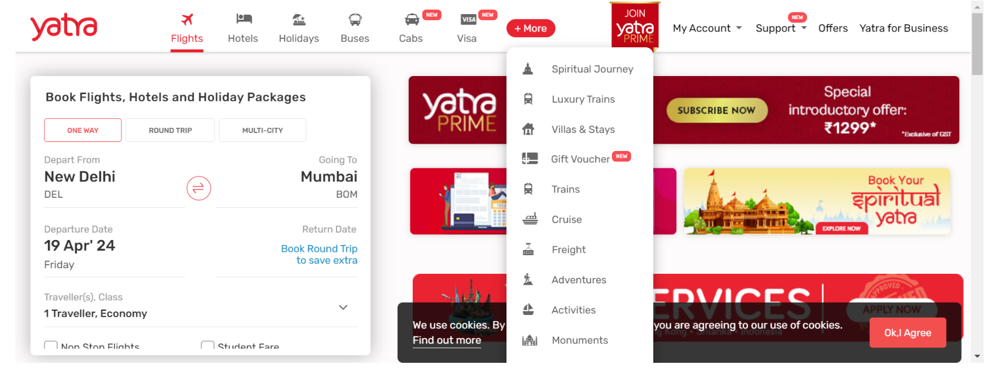 yatra
Flights
Hotels
Holidays
Buses
Cabs
NEW
VISA
Visa
NEW
+ More
JOIN
yatra
PRIME
My Account
Support
NEW
Offers
Yatra for Business
Book Flights, Hotels and Holiday Packages
ONE WAY
ROUND TRIP
MULTI-CITY
Depart From
New Delhi
DEL
Going To
Mumbai
BOM
Departure Date
19 Apr' 24
Friday
Return Date
Book Round Trip
to save extra
Traveller(s), Class
1 Traveller, Economy
Non Stop Flights
Student Fare
Spiritual Journey
Luxury Trains
Villas & Stays
Gift Voucher NEW
Trains
Cruise
Freight
Adventures
Activities
Monuments
yatra
PRIME
SUBSCRIBE NOW
Special
introductory offer:
₹1299*
*Exclusive of GST
Book Your
spiritual
yatra
EXPLORE NOW
ERVICES
APPROVED
APPLY NOW
g Kong • Srilanka • Indonesia
We use cookies. By
you are agreeing to our use of cookies.
Find out more
Ok,I Agree